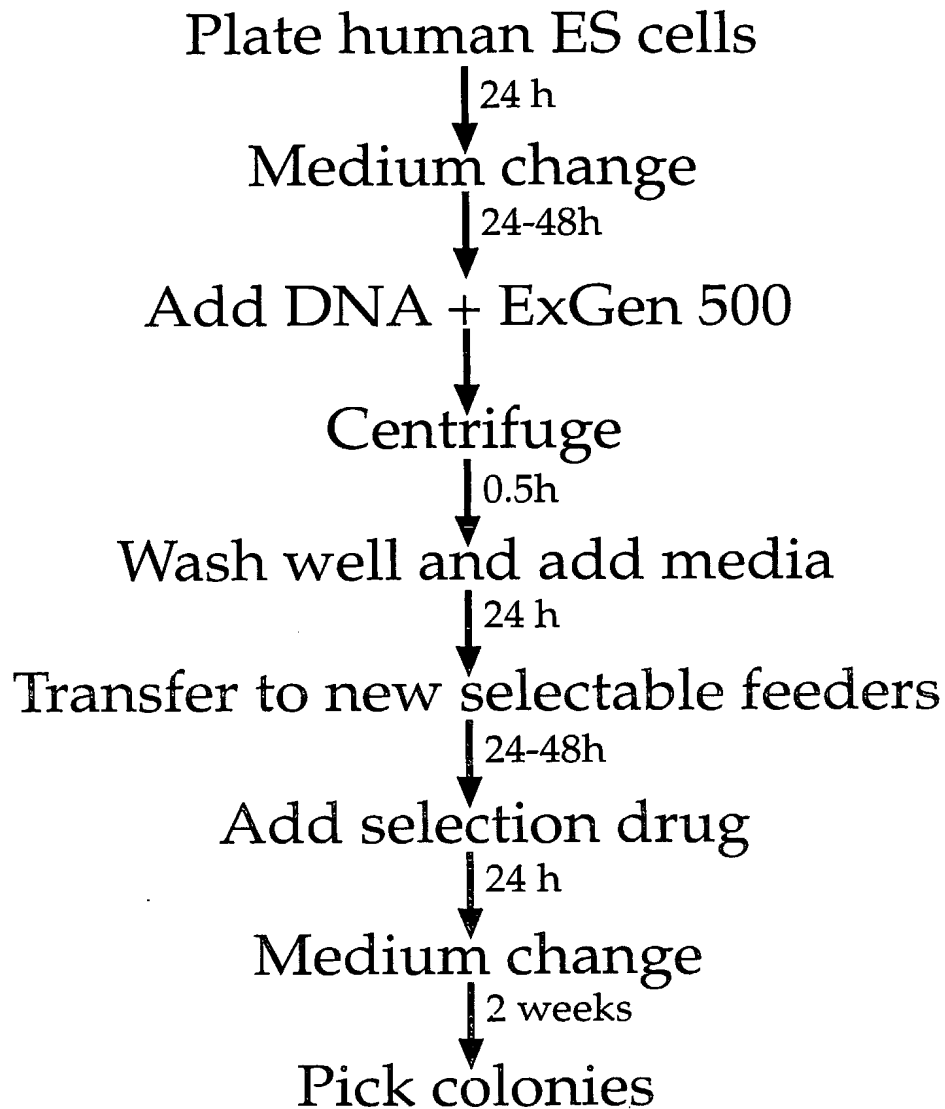 Plate human ES cells
24 h
Medium change
24-48h
Add DNA + ExGen 500
Centrifuge
0.5h
Wash well and add media
24 h
Transfer to new selectable feeders
24-48h
Add selection drug
24 h
Medium change
2 weeks
Pick colonies